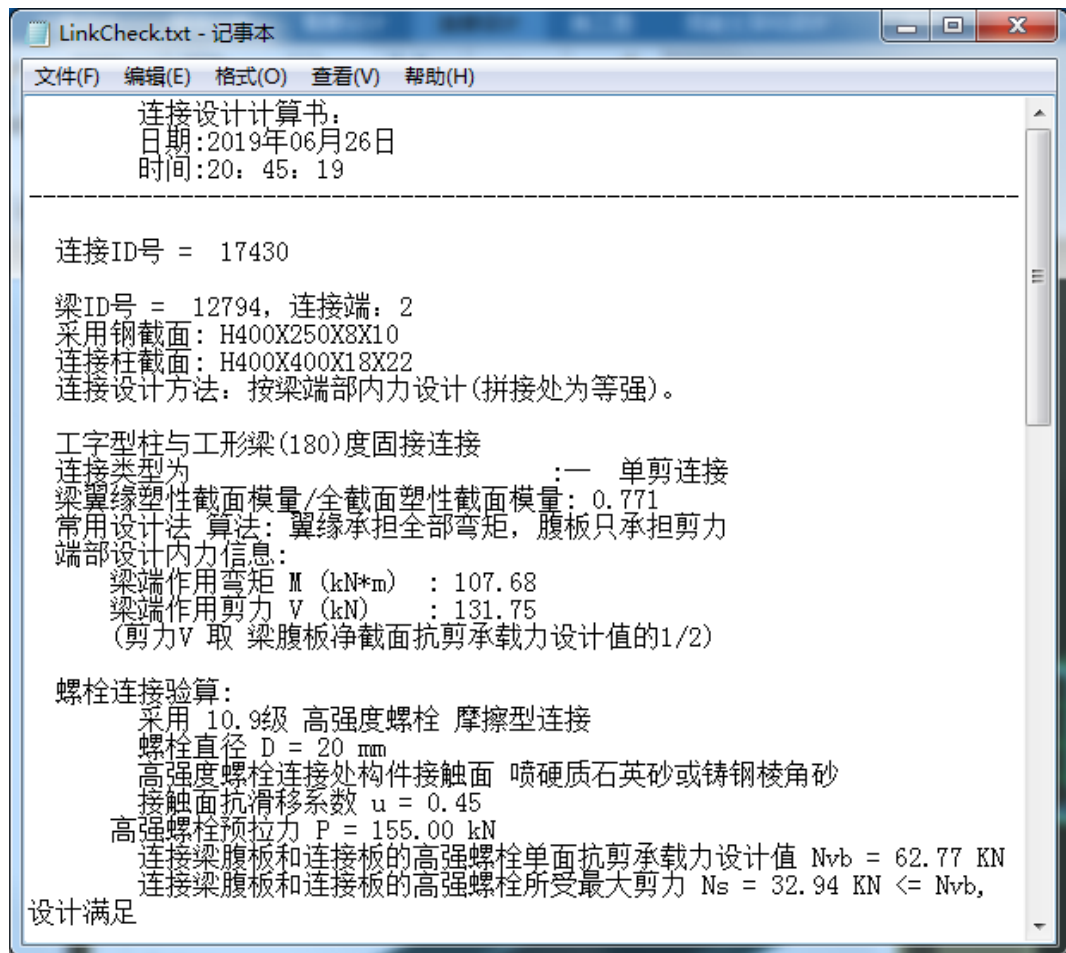 LinkCheck.txt - 记事本
文件(F) 编辑(E) 格式(O) 查看(V) 帮助(H)
连接设计计算书:
日期:2019年06月26日
时间:20: 45: 19
------------------------------------------------------------------------
连接ID号 = 17430
梁ID号 = 12794, 连接端: 2
采用钢截面: H400X250X8X10
连接柱截面: H400X400X18X22
连接设计方法: 按梁端部内力设计(拼接处为等强)。
工字型柱与工形梁(180)度固接连接
连接类型为 :— 单剪连接
梁翼缘塑性截面模量/全截面塑性截面模量: 0.771
常用设计法 算法: 翼缘承担全部弯矩, 腹板只承担剪力
端部设计内力信息:
梁端作用弯矩 M (kN*m) : 107.68
梁端作用剪力 V (kN) : 131.75
(剪力V 取 梁腹板净截面抗剪承载力设计值的1/2)
螺栓连接验算:
采用 10.9级 高强度螺栓 摩擦型连接
螺栓直径 D = 20 mm
高强度螺栓连接处构件接触面 喷硬质石英砂或铸钢棱角砂
接触面抗滑移系数 u = 0.45
高强螺栓预拉力 P = 155.00 kN
连接梁腹板和连接板的高强螺栓单面抗剪承载力设计值 Nvb = 62.77 KN
连接梁腹板和连接板的高强螺栓所受最大剪力 Ns = 32.94 KN <= Nvb,
设计满足